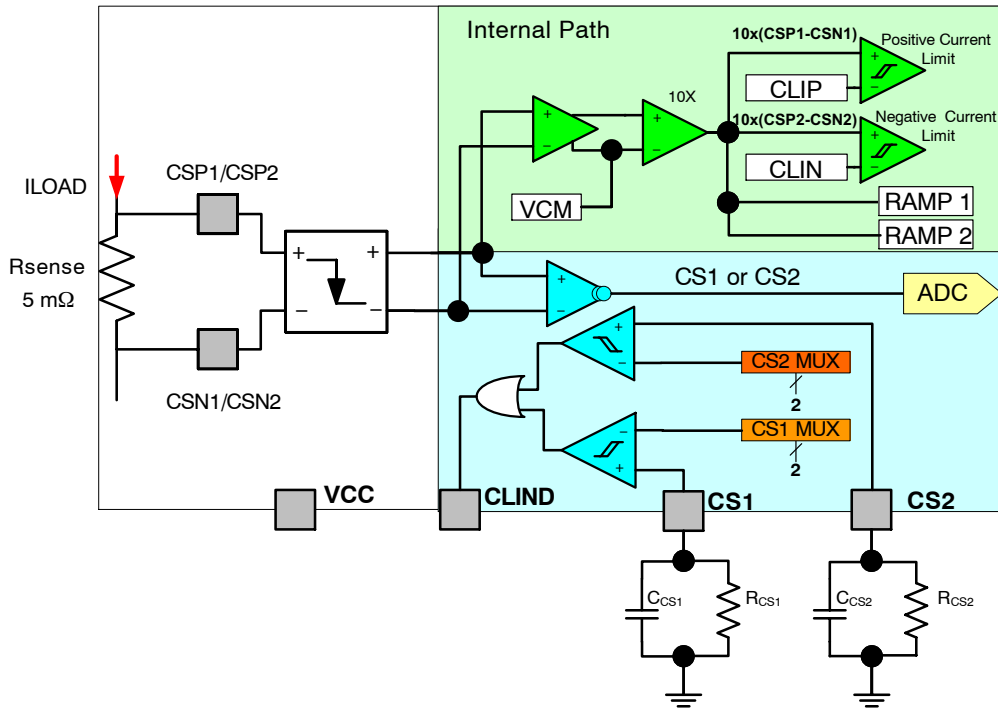 Internal Path
10x(CSP1-CSN1)
Positive Current
Limit
CLIP
10X
10x(CSP2-CSN2)
Negative Current
Limit
CLIN
VCM
RAMP 1
RAMP 2
ILOAD
CSP1/CSP2
Rsense
5 mΩ
CSN1/CSN2
CS1 or CS2
ADC
CS2 MUX
2
CS1 MUX
2
VCC
CLIND
CS1
CS2
CCS1
RCS1
CCS2
RCS2
+
−
+
−
+
−
+
−
+
−
+
−
+
−
+
−
−
+